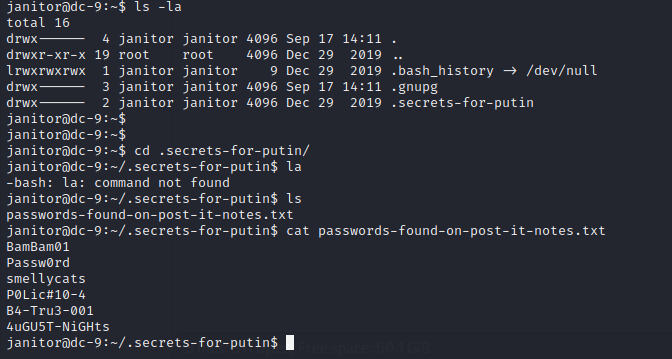 janitor@dc-9:~$ ls -la
total 16
drwx------  4 janitor janitor 4096 Sep 17 14:11 .
drwxr-xr-x 19 root    root    4096 Dec 29  2019 ..
lrwxrwxrwx  1 janitor janitor    9 Dec 29  2019 .bash_history -> /dev/null
drwx------  3 janitor janitor 4096 Sep 17 14:11 .gnupg
drwx------  2 janitor janitor 4096 Dec 29  2019 .secrets-for-putin
janitor@dc-9:~$
janitor@dc-9:~$
janitor@dc-9:~$ cd .secrets-for-putin/
janitor@dc-9:~/.secrets-for-putin$ la
-bash: la: command not found
janitor@dc-9:~/.secrets-for-putin$ ls
passwords-found-on-post-it-notes.txt
janitor@dc-9:~/.secrets-for-putin$ cat passwords-found-on-post-it-notes.txt
BamBam01
Passw0rd
smellycats
P0Lic#10-4
B4-Tru3-001
4uGU5T-NiGHts
janitor@dc-9:~/.secrets-for-putin$